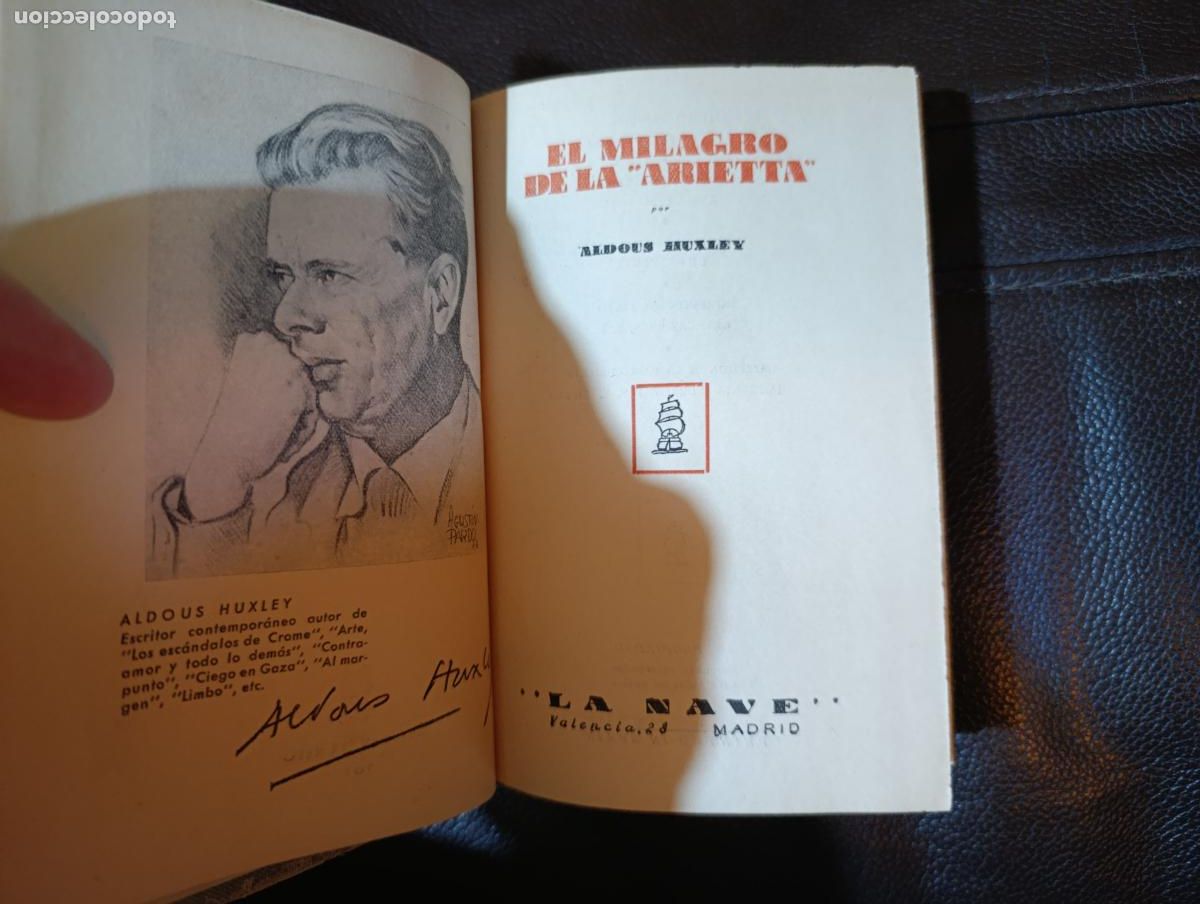 todocoleccion
AGUSTIN
PARDO
ALDOUS HUXLEY
Escritor contemporáneo autor de
"Los escándalos de Crome", "Arte,
amor y todo lo demás", "Contra-
punto", "Ciego en Gaza", "Al mar-
gen", "Limbo", etc.
Aldous Huxley
EL MILAGRO
DE LA "ARIETTA"
por
ALDOUS HUXLEY
"LA NAVE"
Valencia, 28 MADRID